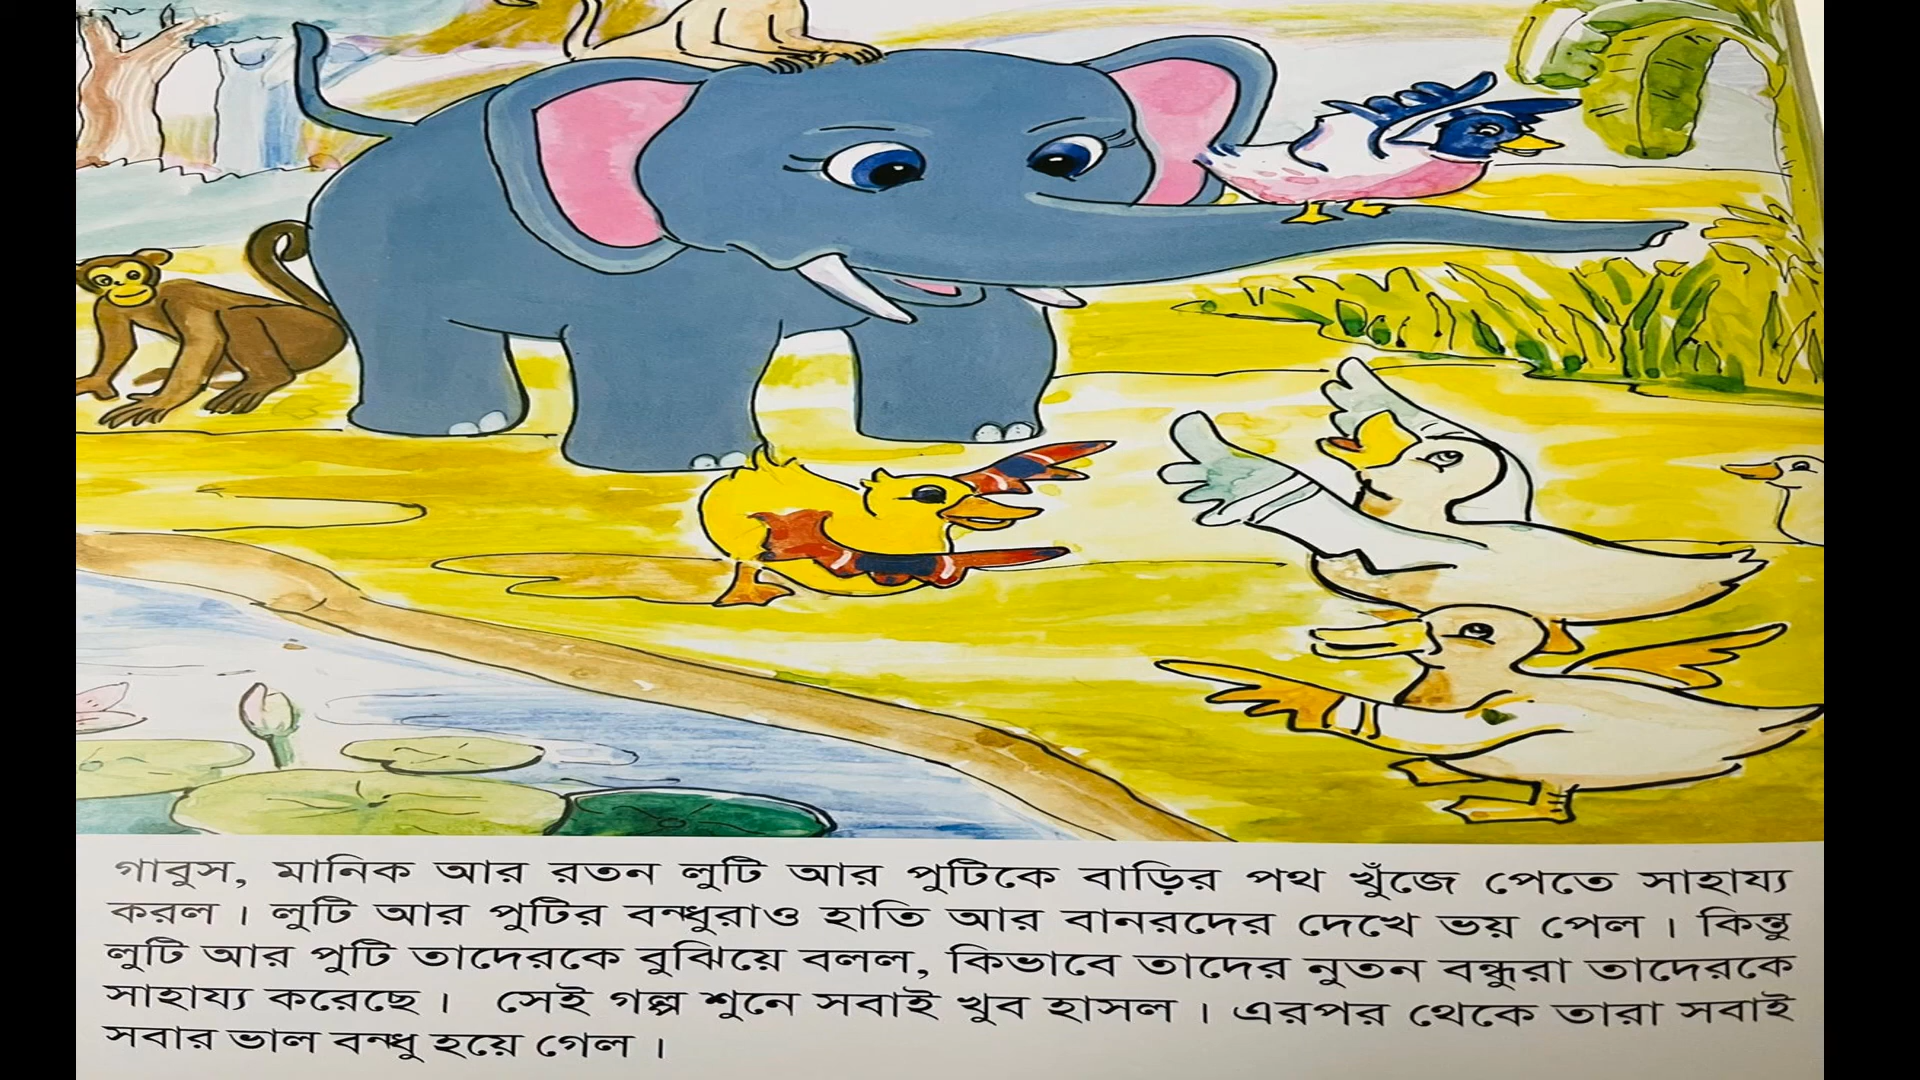 গাবুস, মানিক আর রতন লুটি আর পুটিকে বাড়ির পথ খুঁজে পেতে সাহায্য
করল । লুটি আর পুটির বন্ধুরাও হাতি আর বানরদের দেখে ভয় পেল । কিন্তু
লুটি আর পুটি তাদেরকে বুঝিয়ে বলল, কিভাবে তাদের নুতন বন্ধুরা তাদেরকে
সাহায্য করেছে । সেই গল্প শুনে সবাই খুব হাসল । এরপর থেকে তারা সবাই
সবার ভাল বন্ধু হয়ে গেল ।